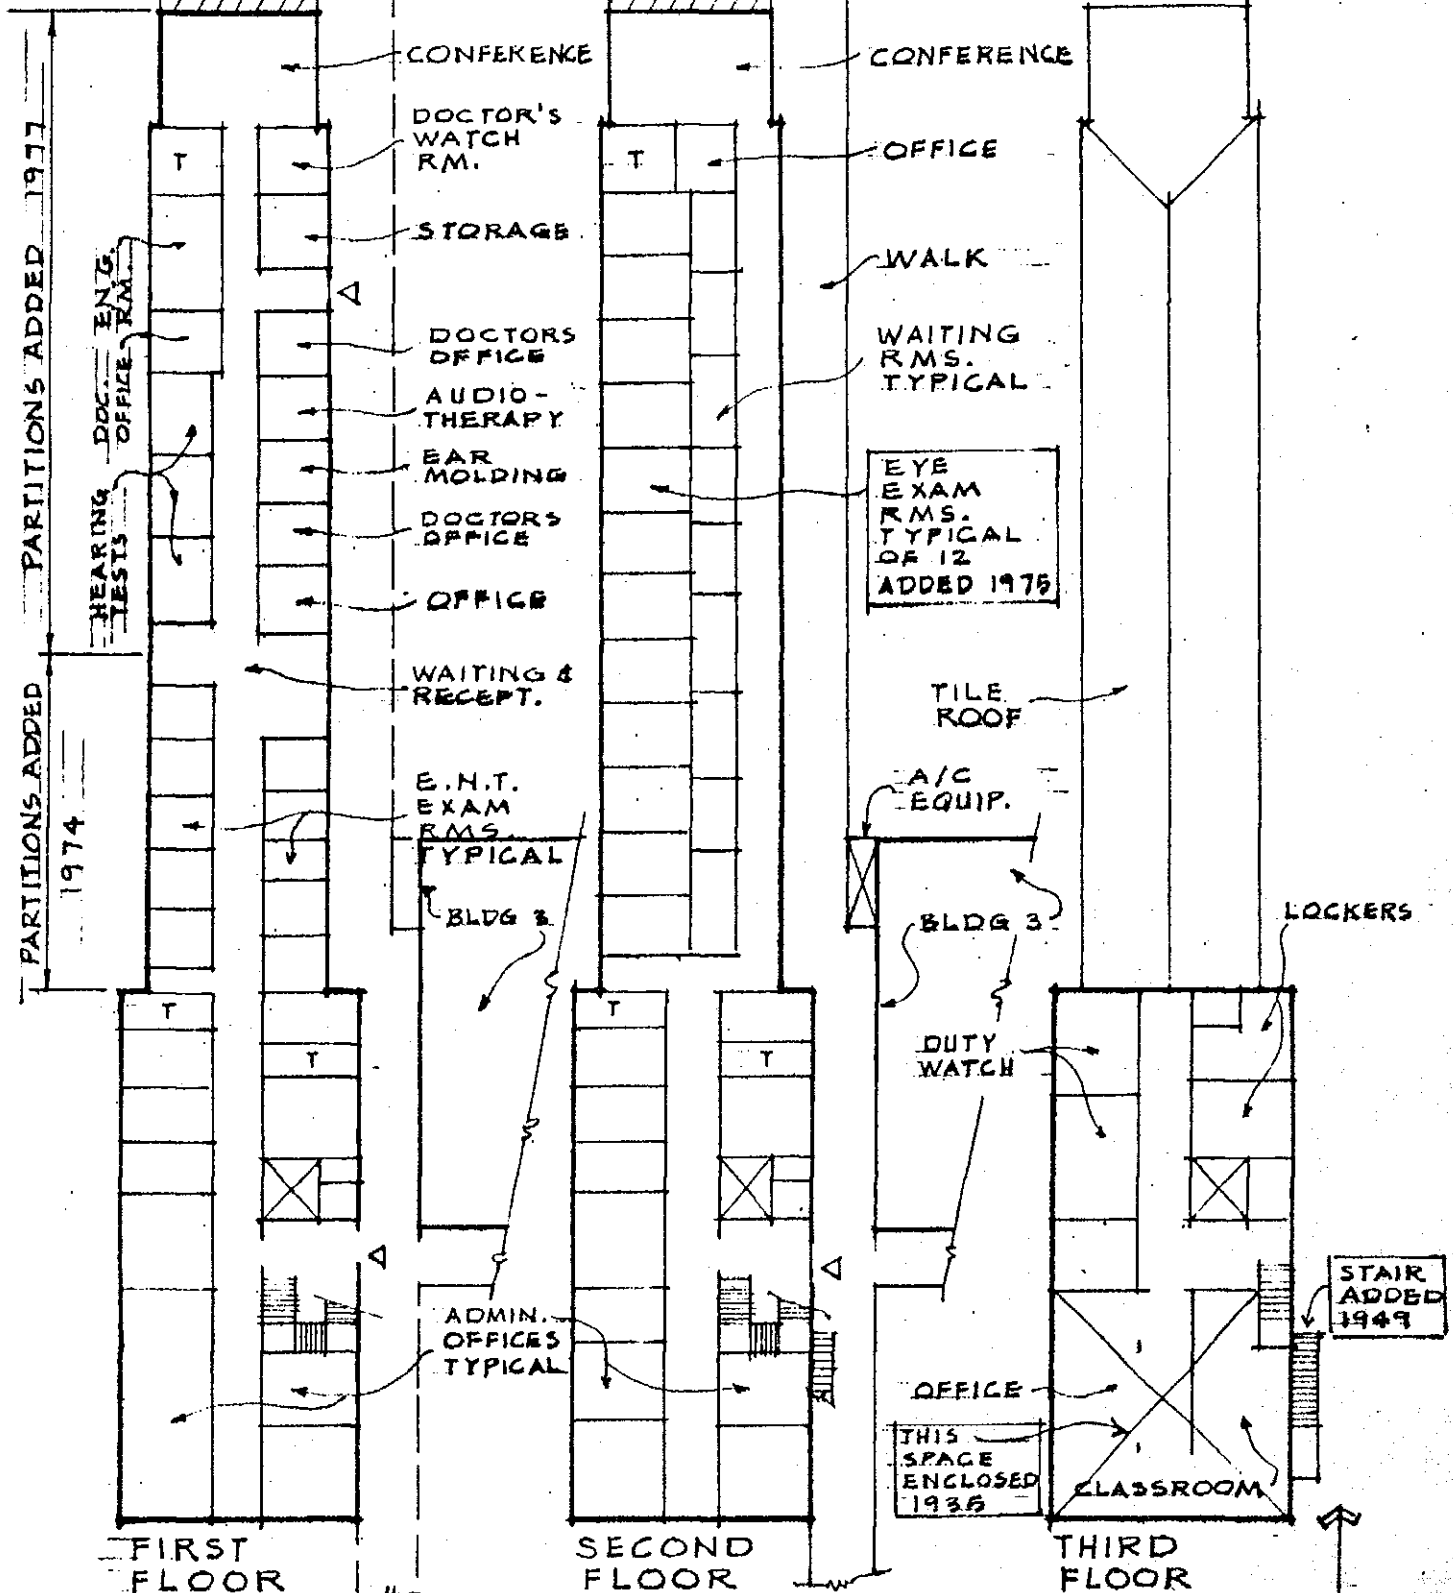 PARTITIONS ADDED 1977
PARTITIONS ADDED
1974
DOC. ENG.
OFFICE RM.
HEARING
TESTS
T
CONFERENCE
DOCTOR'S
WATCH
RM.
STORAGE
DOCTORS
OFFICE
AUDIO-
THERAPY
EAR
MOLDING
DOCTORS
OFFICE
OFFICE
WAITING &
RECEPT.
E.N.T.
EXAM
RMS.
TYPICAL
BLDG 3
T
T
ADMIN.
OFFICES
TYPICAL
FIRST
FLOOR
T
CONFERENCE
OFFICE
WALK
WAITING
RMS.
TYPICAL
EYE
EXAM
RMS.
TYPICAL
OF 12
ADDED 1975
A/C
EQUIP.
BLDG 3
T
T
SECOND
FLOOR
TILE
ROOF
LOCKERS
DUTY
WATCH
STAIR
ADDED
1949
OFFICE
THIS
SPACE
ENCLOSED
1935
CLASSROOM
THIRD
FLOOR